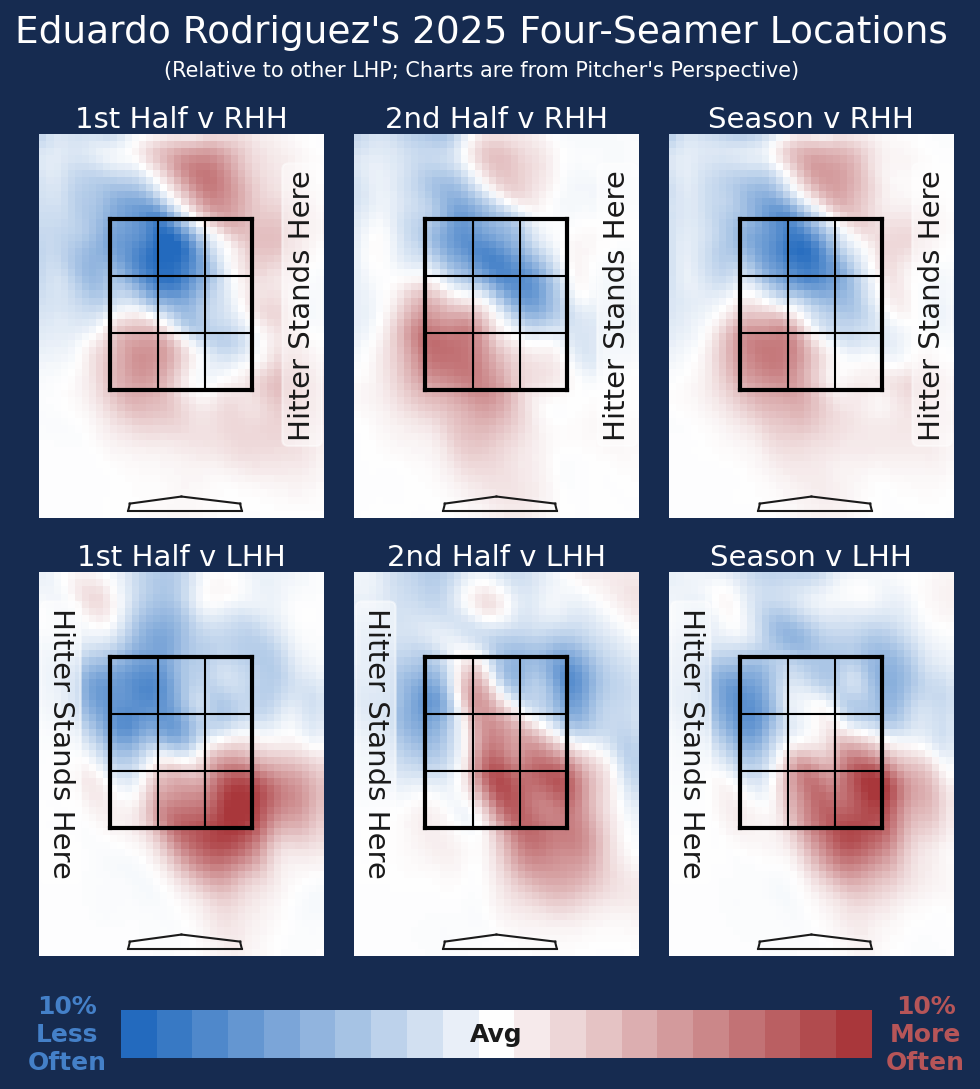 Eduardo Rodriguez's 2025 Four-Seamer Locations
(Relative to other LHP; Charts are from Pitcher's Perspective)
1st Half v RHH
2nd Half v RHH
Season v RHH
Hitter Stands Here
Hitter Stands Here
Hitter Stands Here
1st Half v LHH
2nd Half v LHH
Season v LHH
Hitter Stands Here
Hitter Stands Here
Hitter Stands Here
10%
Less
Often
Avg
10%
More
Often